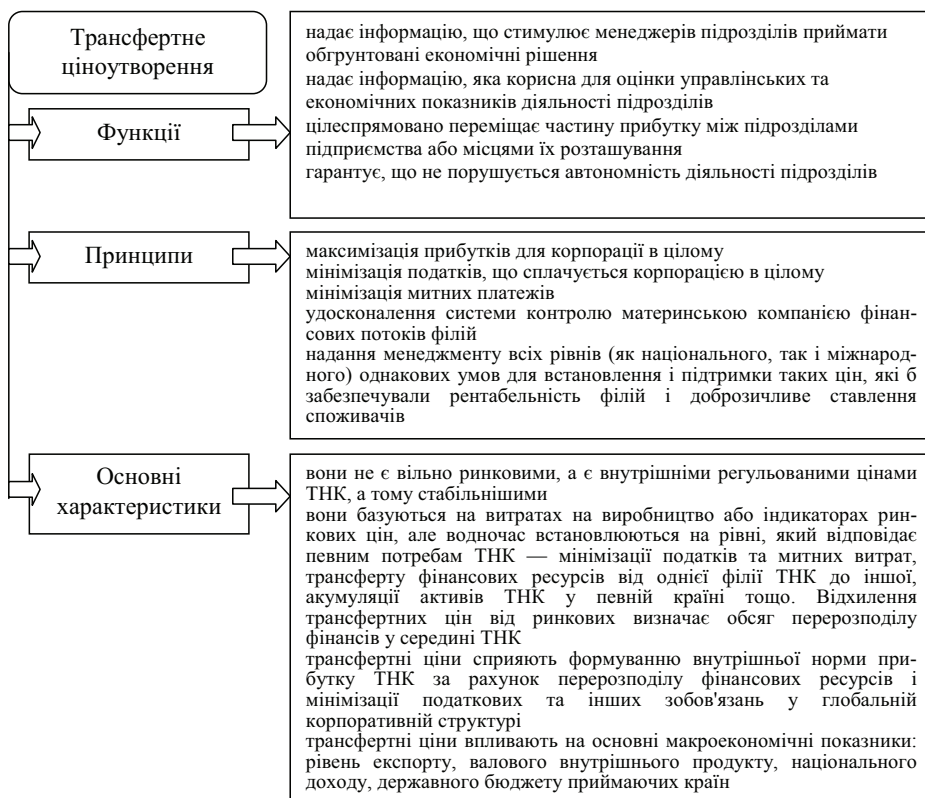 Трансфертне
ціноутворення
Функції
надає інформацію, що стимулює менеджерів підрозділів приймати
обгрунтовані економічні рішення
надає інформацію, яка корисна для оцінки управлінських та
економічних показників діяльності підрозділів
цілеспрямовано переміщає частину прибутку між підрозділами
підприємства або місцями їх розташування
гарантує, що не порушується автономність діяльності підрозділів
Принципи
максимізація прибутків для корпорації в цілому
мінімізація податків, що сплачується корпорацією в цілому
мінімізація митних платежів
удосконалення системи контролю материнською компанією фінан-
сових потоків філій
надання менеджменту всіх рівнів (як національного, так і міжнарод-
ного) однакових умов для встановлення і підтримки таких цін, які б
забезпечували рентабельність філій і доброзичливе ставлення
споживачів
Основні
характеристики
вони не є вільно ринковими, а є внутрішніми регульованими цінами
ТНК, а тому стабільнішими
вони базуються на витратах на виробництво або індикаторах рин-
кових цін, але водночас встановлюються на рівні, який відповідає
певним потребам ТНК — мінімізації податків та митних витрат,
трансферту фінансових ресурсів від однієї філії ТНК до іншої,
акумуляції активів ТНК у певній країні тощо. Відхилення
трансфертних цін від ринкових визначає обсяг перерозподілу
фінансів у середині ТНК
трансфертні ціни сприяють формуванню внутрішньої норми при-
бутку ТНК за рахунок перерозподілу фінансових ресурсів і
мінімізації податкових та інших зобов'язань у глобальній
корпоративній структурі
трансфертні ціни впливають на основні макроекономічні показники:
рівень експорту, валового внутрішнього продукту, національного
доходу, державного бюджету приймаючих країн